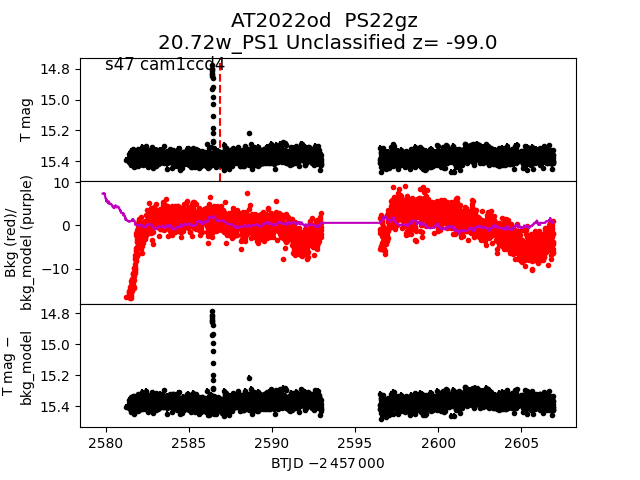 AT2022od  PS22gz
20.72w_PS1 Unclassified z= -99.0
s47 cam1ccd4
14.8
15.0
15.2
15.4
T mag
10
0
−10
Bkg (red)/
bkg_model (purple)
14.8
15.0
15.2
15.4
T mag −
bkg_model
2580 2585 2590 2595 2600 2605
BTJD −2 457 000